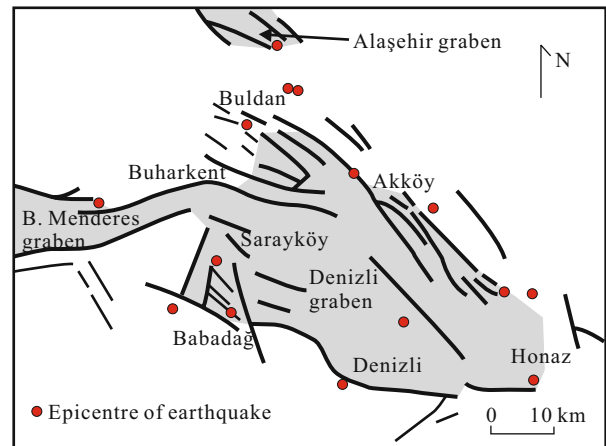 Alaşehir graben
N
Buldan
Buharkent
Akköy
B. Menderes
graben
Sarayköy
Denizli
graben
Babadağ
Denizli
Honaz
Epicentre of earthquake
0 10 km